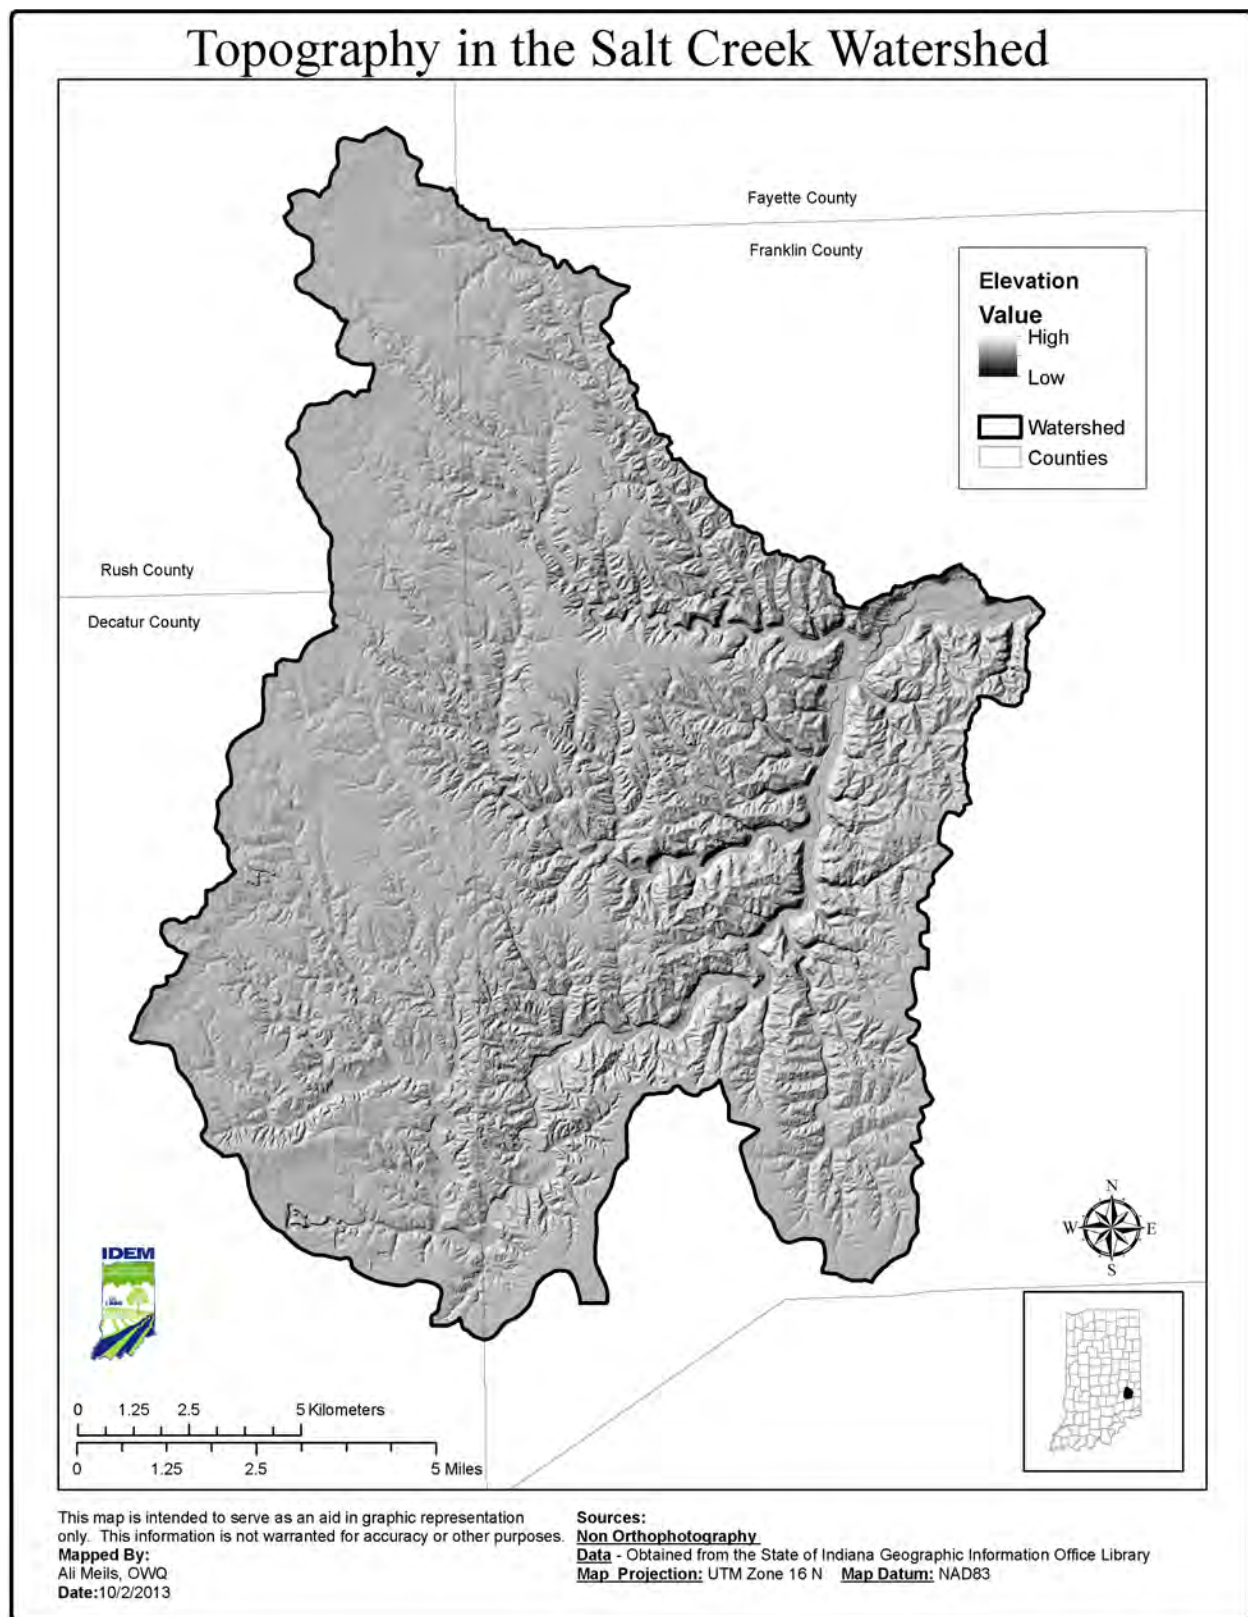 Topography in the Salt Creek Watershed
Fayette County
Franklin County
Elevation
Value
High
Low
Watershed
Counties
Rush County
Decatur County
N
W E
S
IDEM
0 1.25 2.5 5 Kilometers
0 1.25 2.5 5 Miles
This map is intended to serve as an aid in graphic representation
only. This information is not warranted for accuracy or other purposes.
Mapped By:
Ali Meils, OWQ
Date:10/2/2013
Sources:
Non Orthophotography
Data - Obtained from the State of Indiana Geographic Information Office Library
Map Projection: UTM Zone 16 N Map Datum: NAD83